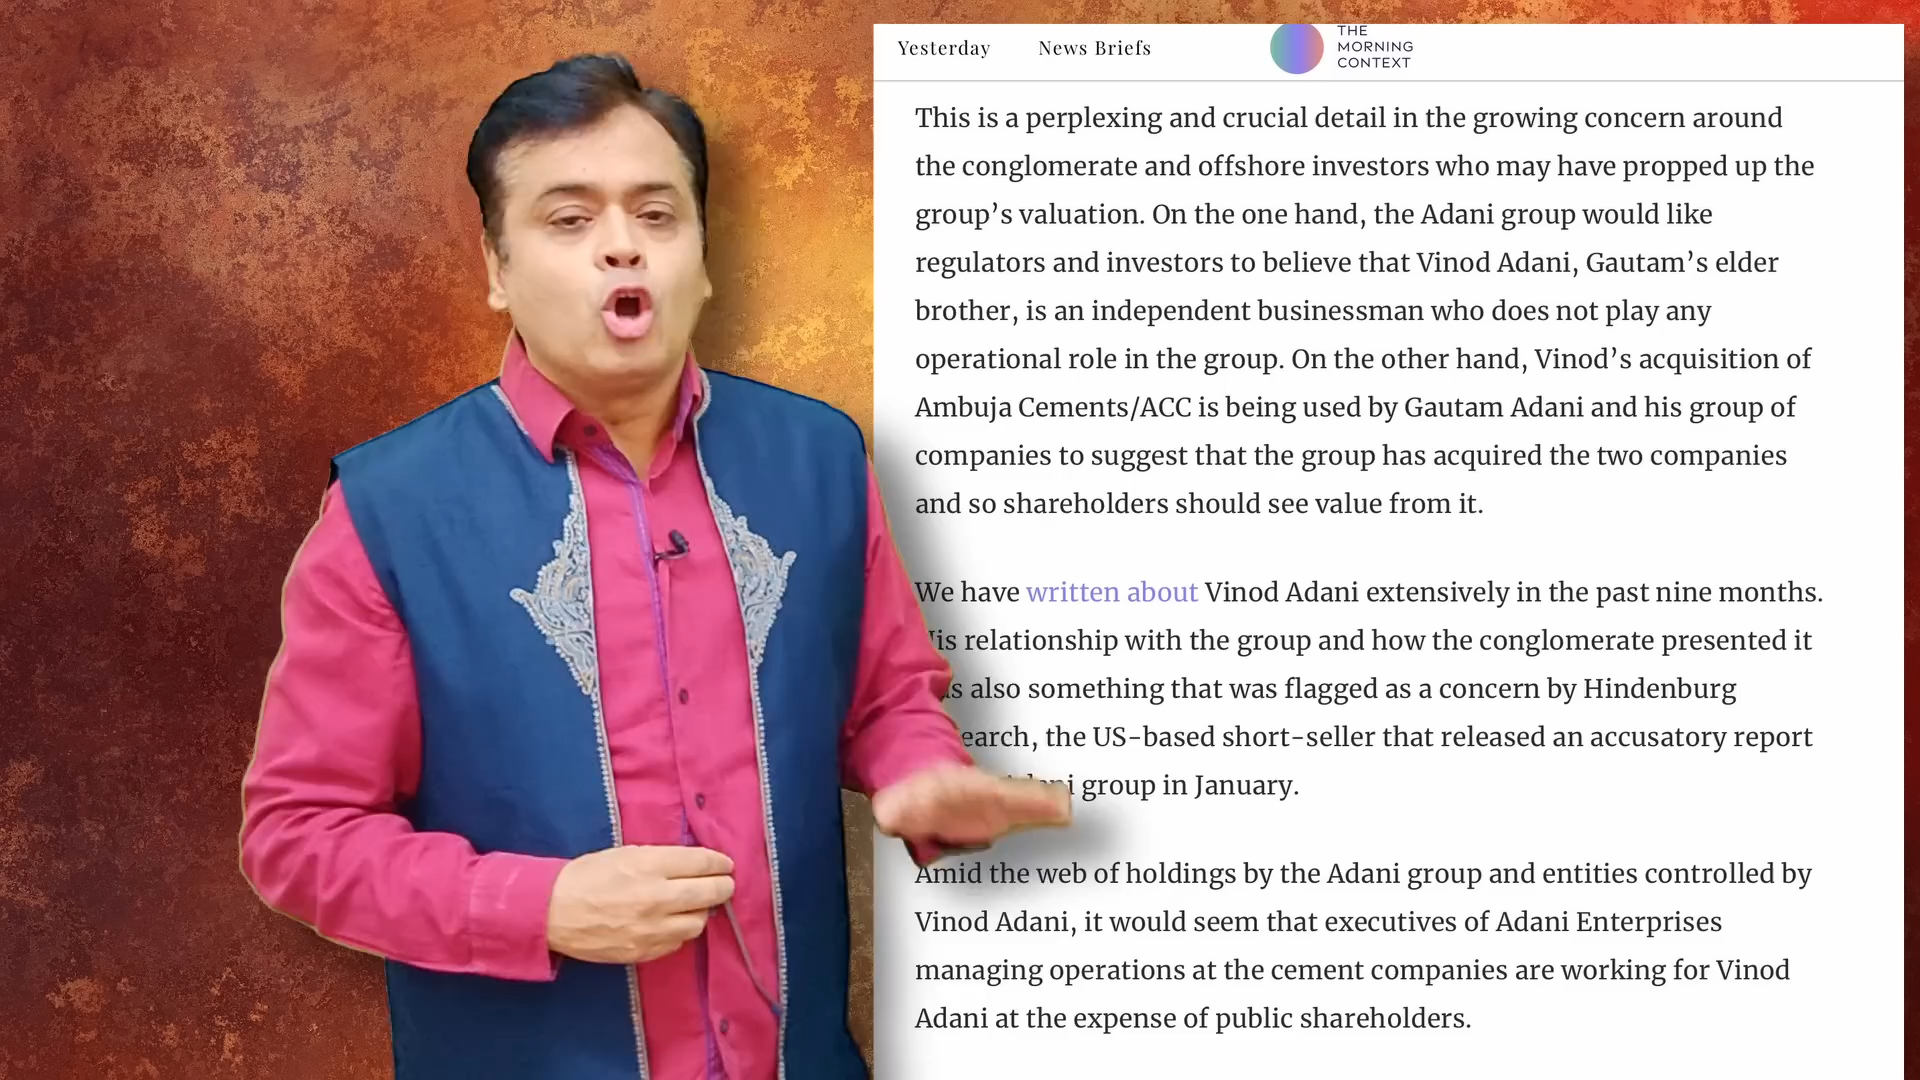 Yesterday News Briefs
THE
MORNING
CONTEXT
This is a perplexing and crucial detail in the growing concern around
the conglomerate and offshore investors who may have propped up the
group’s valuation. On the one hand, the Adani group would like
regulators and investors to believe that Vinod Adani, Gautam’s elder
brother, is an independent businessman who does not play any
operational role in the group. On the other hand, Vinod’s acquisition of
Ambuja Cements/ACC is being used by Gautam Adani and his group of
companies to suggest that the group has acquired the two companies
and so shareholders should see value from it.
We have written about Vinod Adani extensively in the past nine months.
relationship with the group and how the conglomerate presented it
also something that was flagged as a concern by Hindenburg
the US-based short-seller that released an accusatory report
group in January.
Amid the web of holdings by the Adani group and entities controlled by
Vinod Adani, it would seem that executives of Adani Enterprises
managing operations at the cement companies are working for Vinod
Adani at the expense of public shareholders.